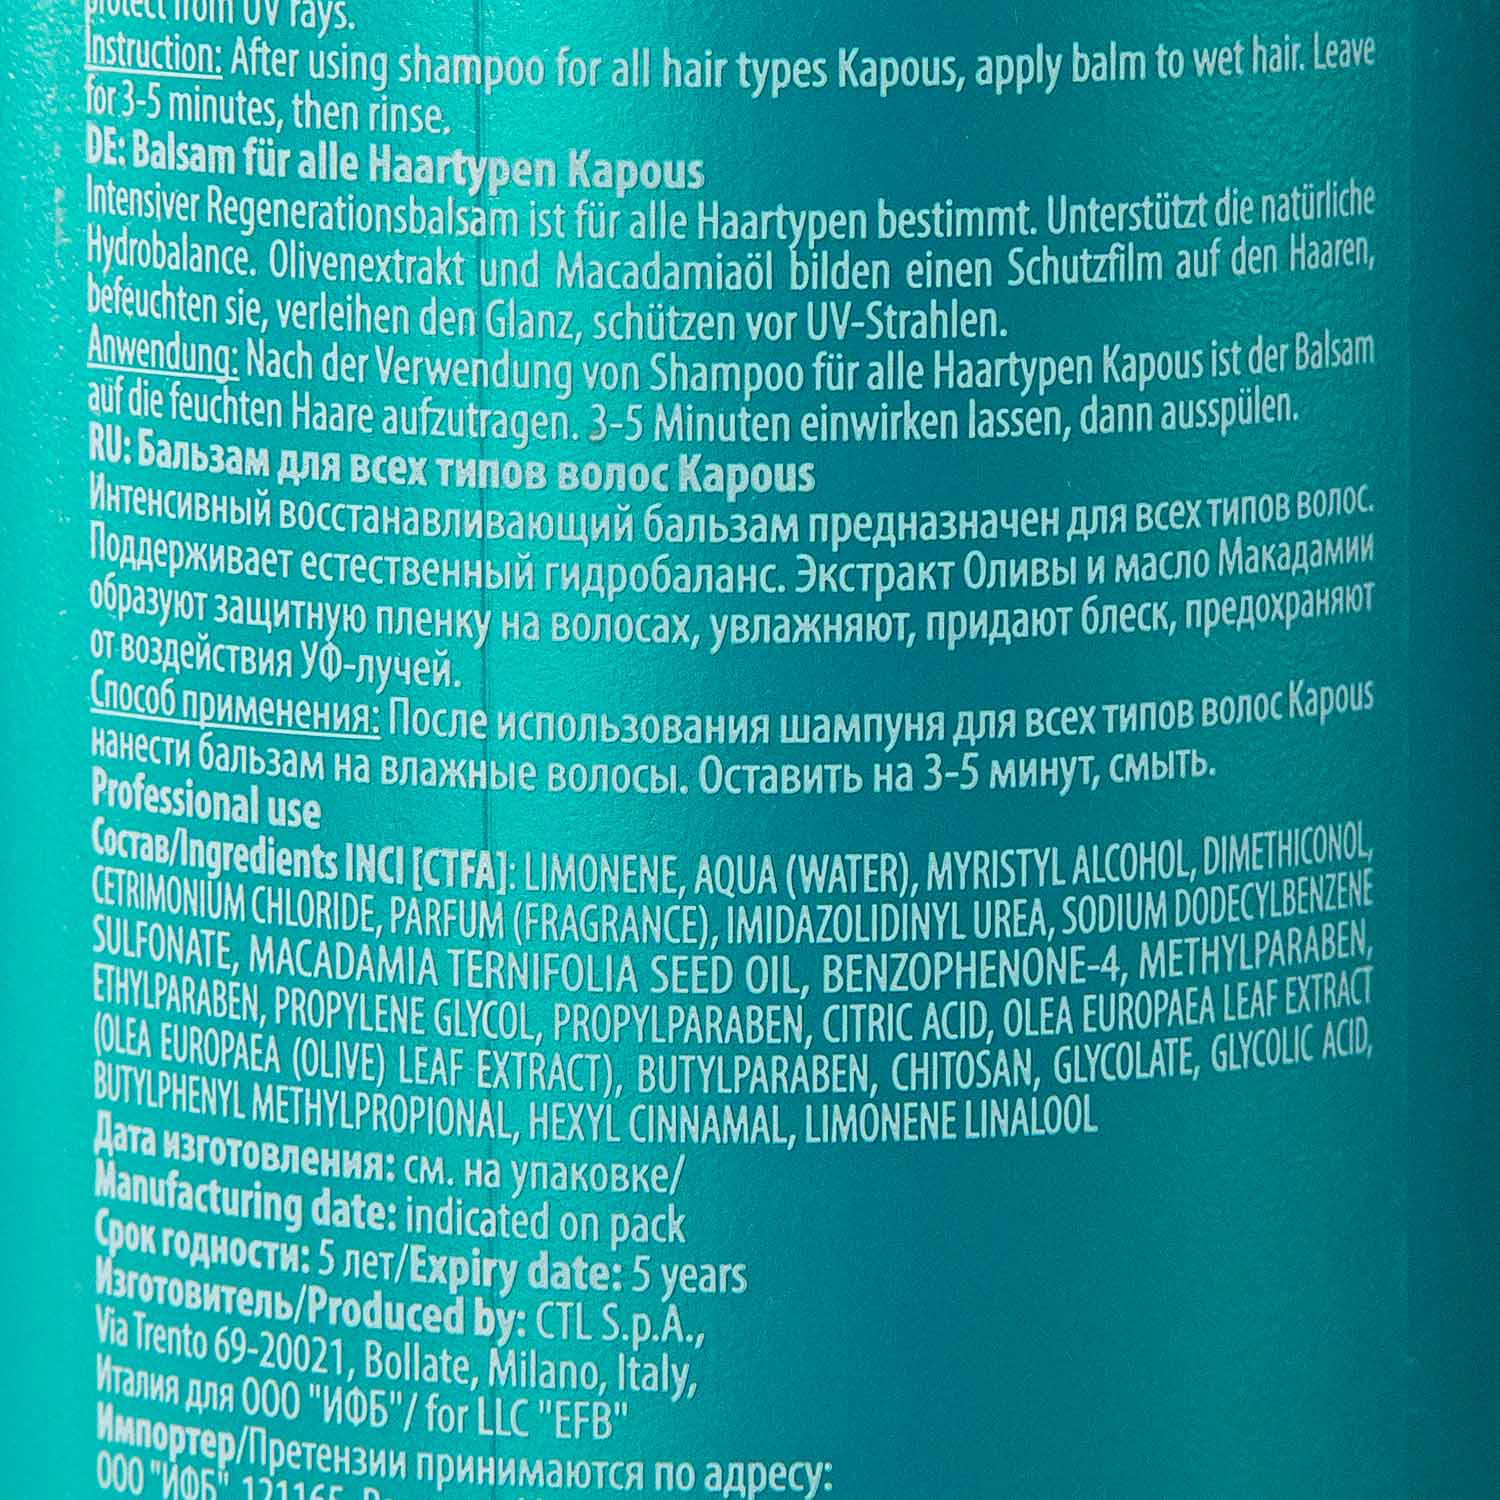 protect from UV rays.
Instruction: After using shampoo for all hair types Kapous, apply balm to wet hair. Leave
for 3-5 minutes, then rinse.
DE: Balsam für alle Haartypen Kapous
Intensiver Regenerationsbalsam ist für alle Haartypen bestimmt. Unterstützt die natürliche
Hydrobalance. Olivenextrakt und Macadamiaöl bilden einen Schutzfilm auf den Haaren,
befeuchten sie, verleihen den Glanz, schützen vor UV-Strahlen.
Anwendung: Nach der Verwendung von Shampoo für alle Haartypen Kapous ist der Balsam
auf die feuchten Haare aufzutragen. 3-5 Minuten einwirken lassen, dann ausspülen.
RU: Бальзам для всех типов волос Kapous
Интенсивный восстанавливающий бальзам предназначен для всех типов волос.
Поддерживает естественный гидробаланс. Экстракт Оливы и масло Макадамии
образуют защитную пленку на волосах, увлажняют, придают блеск, предохраняют
от воздействия УФ-лучей.
Способ применения: После использования шампуня для всех типов волос Kapous
нанести бальзам на влажные волосы. Оставить на 3-5 минут, смыть.
Professional use
Состав/Ingredients INCI [CTFA]: LIMONENE, AQUA (WATER), MYRISTYL ALCOHOL, DIMETHICONOL,
CETRIMONIUM CHLORIDE, PARFUM (FRAGRANCE), IMIDAZOLIDINYL UREA, SODIUM DODECYLBENZENE
SULFONATE, MACADAMIA TERNIFOLIA SEED OIL, BENZOPHENONE-4, METHYLPARABEN,
ETHYLPARABEN, PROPYLENE GLYCOL, PROPYLPARABEN, CITRIC ACID, OLEA EUROPAEA LEAF EXTRACT
(OLEA EUROPAEA (OLIVE) LEAF EXTRACT), BUTYLPARABEN, CHITOSAN, GLYCOLATE, GLYCOLIC ACID,
BUTYLPHENYL METHYLPROPIONAL, HEXYL CINNAMAL, LIMONENE LINALOOL
Дата изготовления: см. на упаковке/
Manufacturing date: indicated on pack
Срок годности: 5 лет/Expiry date: 5 years
Изготовитель/Produced by: CTL S.p.A.,
Via Trento 69-20021, Bollate, Milano, Italy,
Италия для ООО "ИФБ"/ for LLC "EFB"
Импортер/Претензии принимаются по адресу:
ООО "ИФБ" 121165,